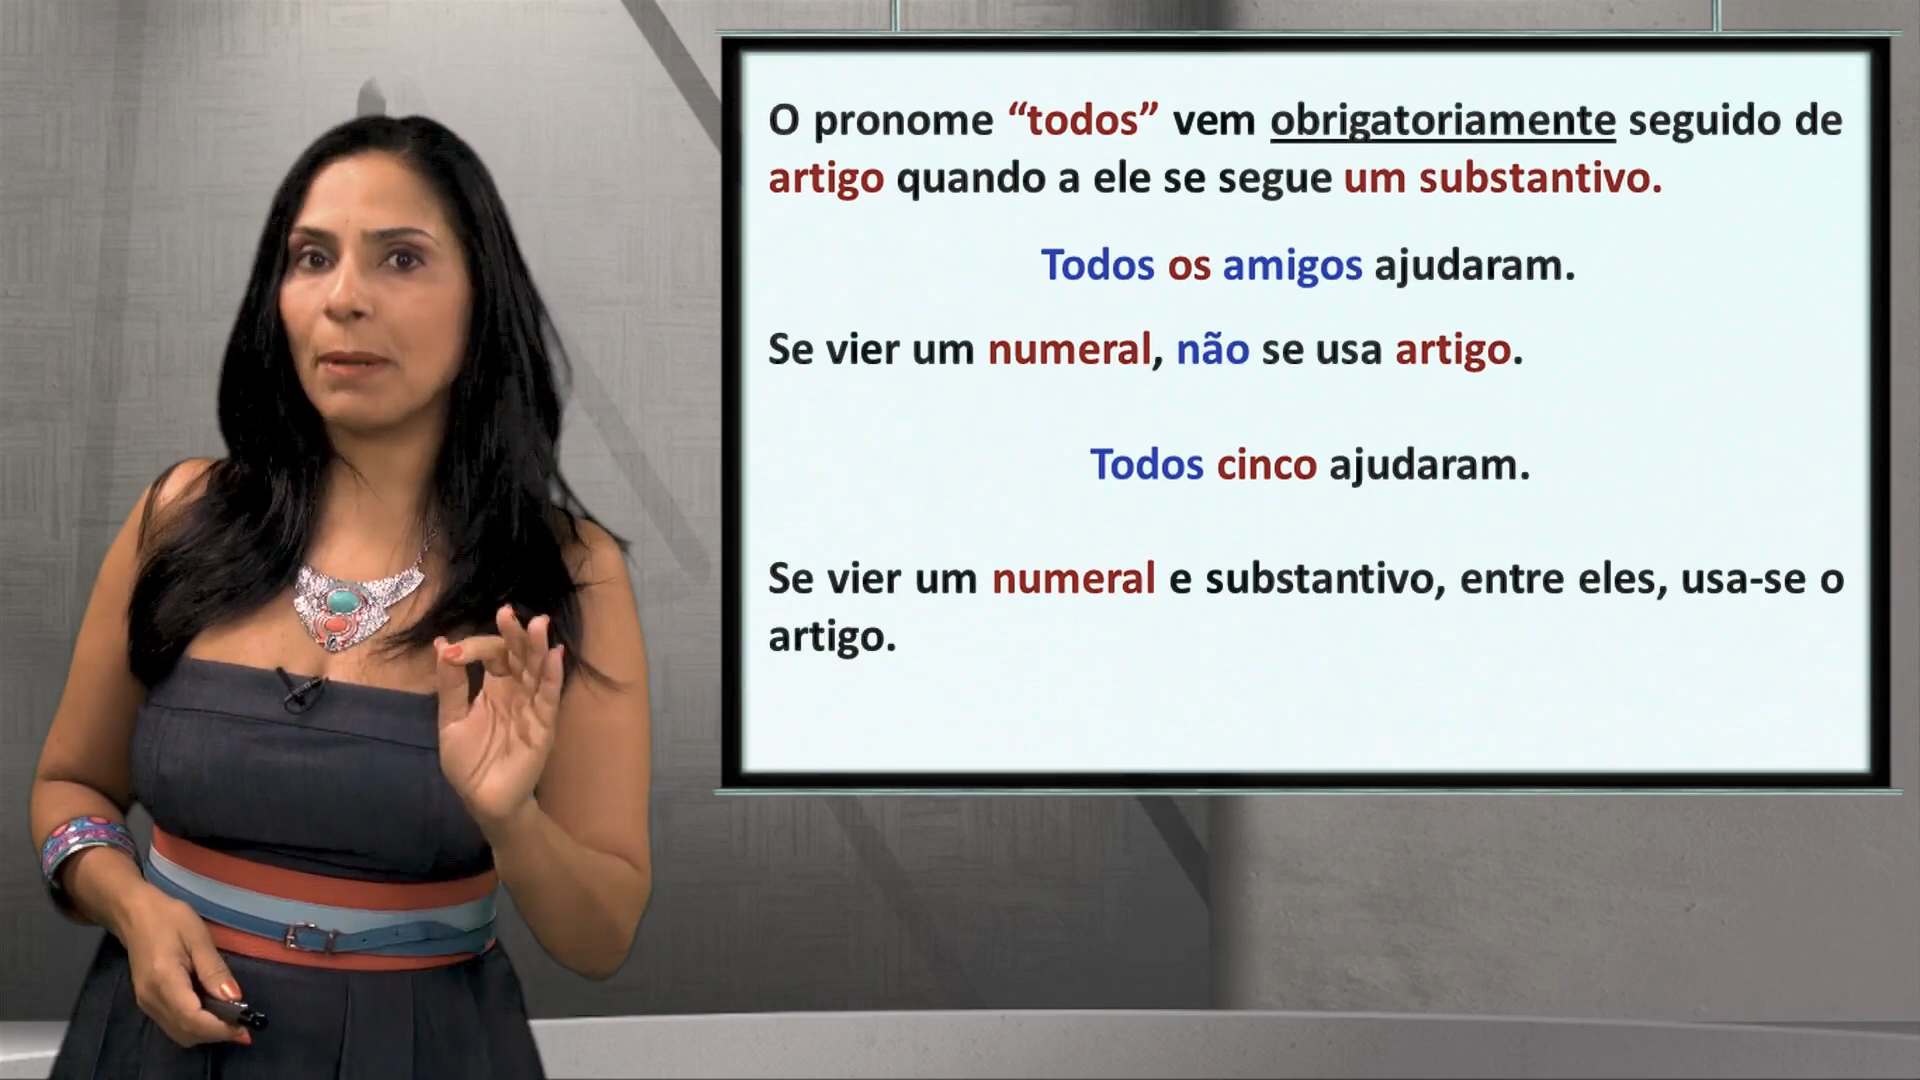 O pronome “todos” vem obrigatoriamente seguido de
artigo quando a ele se segue um substantivo.
Todos os amigos ajudaram.
Se vier um numeral, não se usa artigo.
Todos cinco ajudaram.
Se vier um numeral e substantivo, entre eles, usa-se o
artigo.